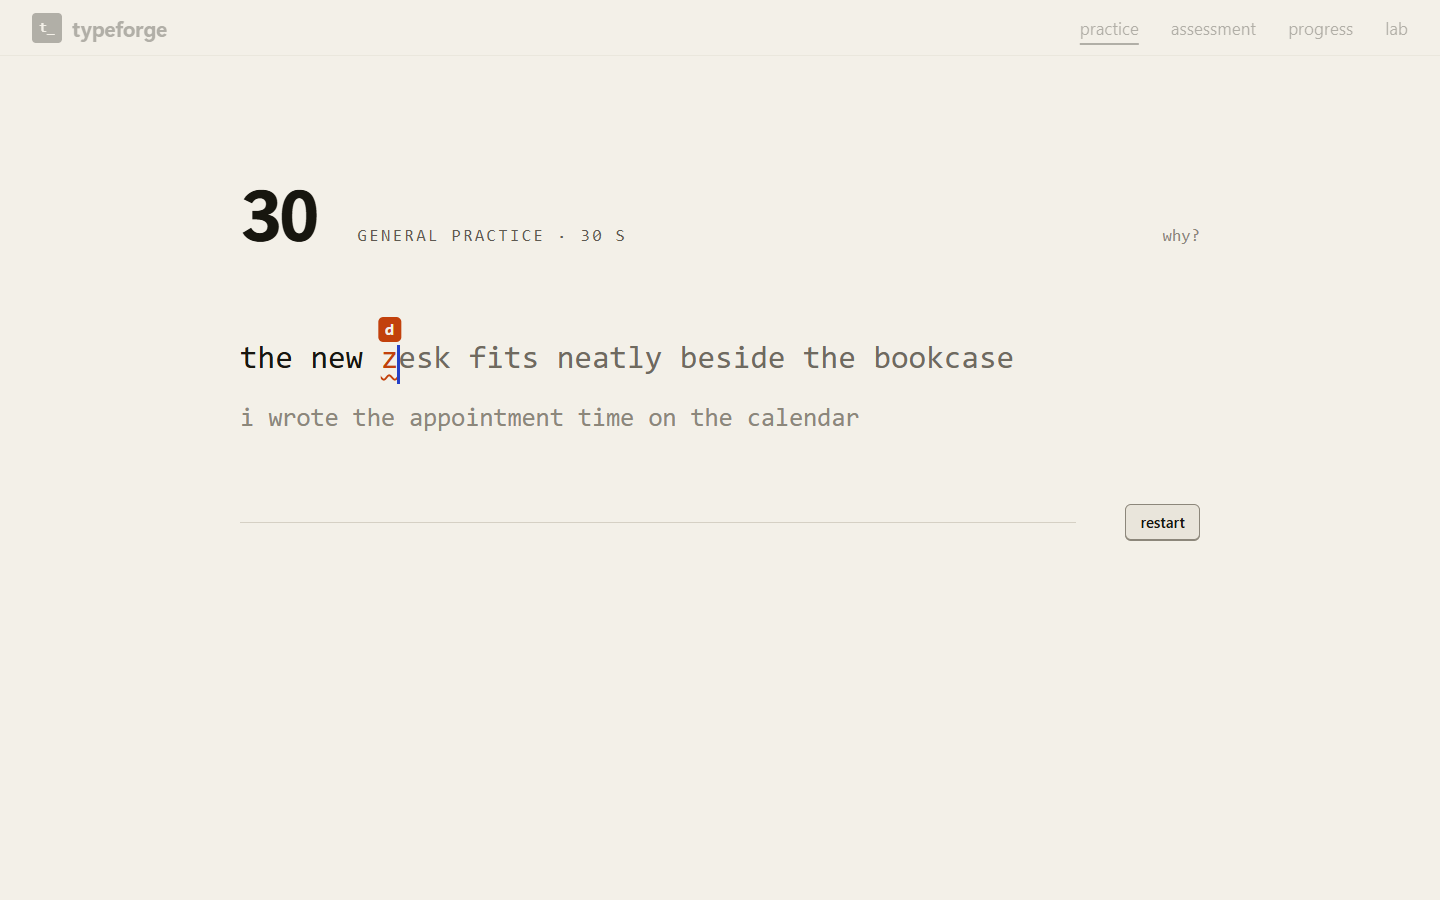 t_ typeforge practice assessment progress lab
30 GENERAL PRACTICE · 30 S why?
d
the new zesk fits neatly beside the bookcase
i wrote the appointment time on the calendar
restart